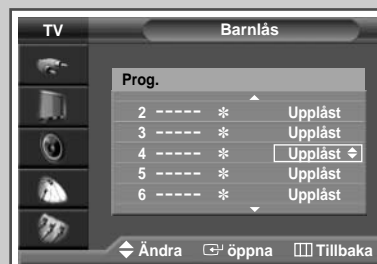 TV Barnlås
Prog.
2 ----- ✻ Upplåst
3 ----- ✻ Upplåst
4 ----- ✻ Upplåst
5 ----- ✻ Upplåst
6 ----- ✻ Upplåst
Ändra öppna Tillbaka